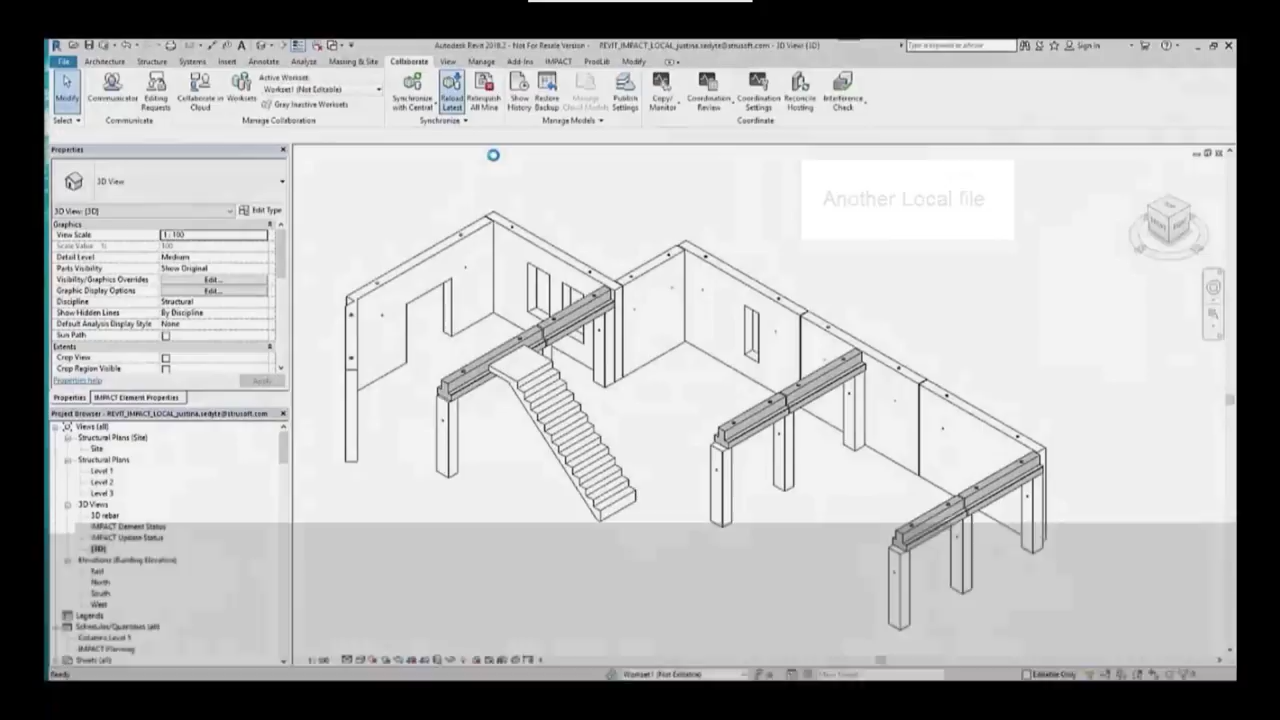 Autodesk Revit 2018.2 - Not For Resale Version - REVIT_IMPACT_LOCAL_justina.sedyte@strusoft.com - 3D View: {3D}
Type a keyword or phrase
Sign In
File Architecture Structure Systems Insert Annotate Analyze Massing & Site Collaborate View Manage Add-Ins IMPACT ProdLib Modify
Modify
Communicator
Editing Requests
Collaborate in Cloud
Worksets
Active Workset:
Workset1 (Not Editable)
Gray Inactive Worksets
Synchronize with Central
Reload Latest
Relinquish All Mine
Show History
Restore Backup
Manage Cloud Models
Publish Settings
Copy/ Monitor
Coordination Review
Coordination Settings
Reconcile Hosting
Interference Check
Select Communicate Manage Collaboration Synchronize Manage Models Coordinate
Properties
3D View
3D View: {3D} Edit Type
Graphics
View Scale 1 : 100
Scale Value 1: 100
Detail Level Medium
Parts Visibility Show Original
Visibility/Graphics Overrides Edit...
Graphic Display Options Edit...
Discipline Structural
Show Hidden Lines By Discipline
Default Analysis Display Style None
Sun Path
Extents
Crop View
Crop Region Visible
Properties help Apply
Properties IMPACT Element Properties
Project Browser - REVIT_IMPACT_LOCAL_justina.sedyte@strusoft.com
Views (all)
Structural Plans (Site)
Site
Structural Plans
Level 1
Level 2
Level 3
3D Views
3D rebar
IMPACT Element Status
IMPACT Update Status
{3D}
Elevations (Building Elevation)
East
North
South
West
Legends
Schedules/Quantities (all)
Columns Level 1
IMPACT Planning
Sheets (all)
Another Local file
1 : 100
Ready
Workset1 (Not Editable)
Editable Only